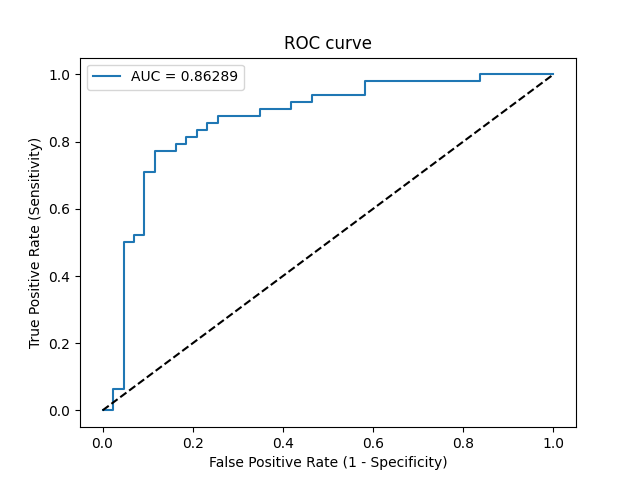 ROC curve
AUC = 0.86289
True Positive Rate (Sensitivity)
1.0
0.8
0.6
0.4
0.2
0.0
0.0 0.2 0.4 0.6 0.8 1.0
False Positive Rate (1 - Specificity)